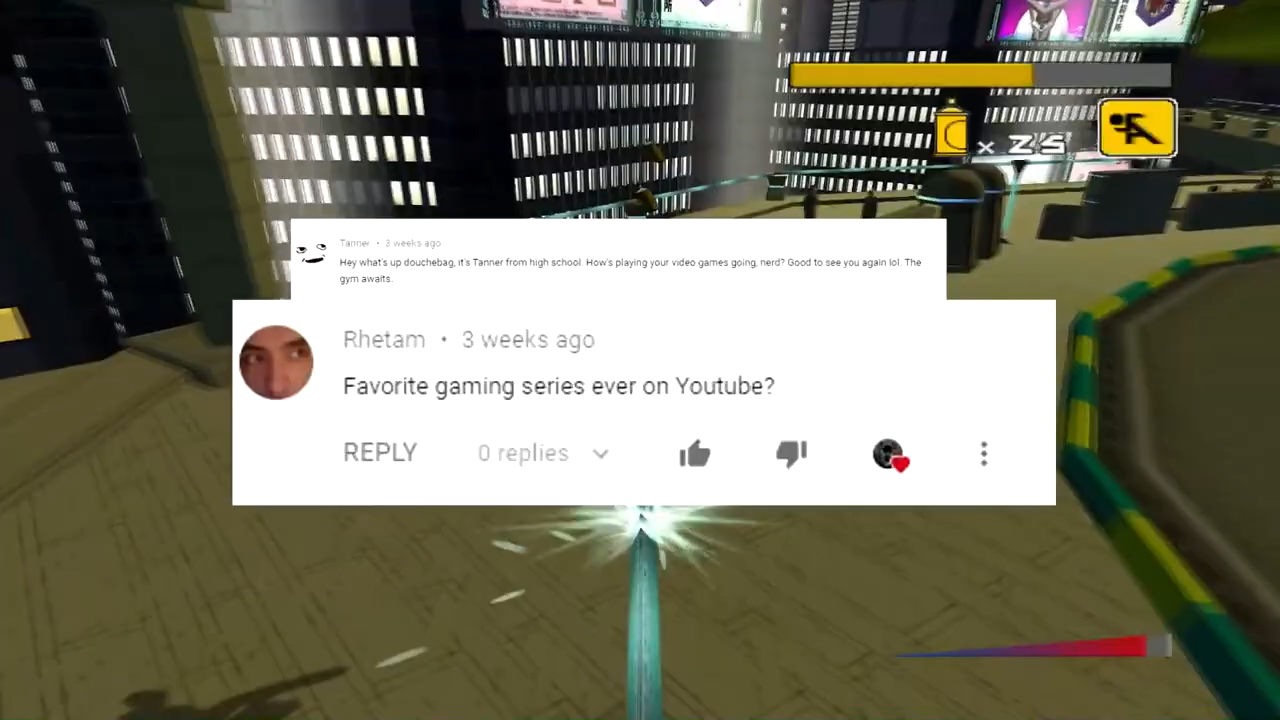 x 25
Tanner • 3 weeks ago
Hey what's up douchebag, it's Tanner from high school. How's playing your video games going, nerd? Good to see you again lol. The
gym awaits.
Rhetam • 3 weeks ago
Favorite gaming series ever on Youtube?
REPLY 0 replies